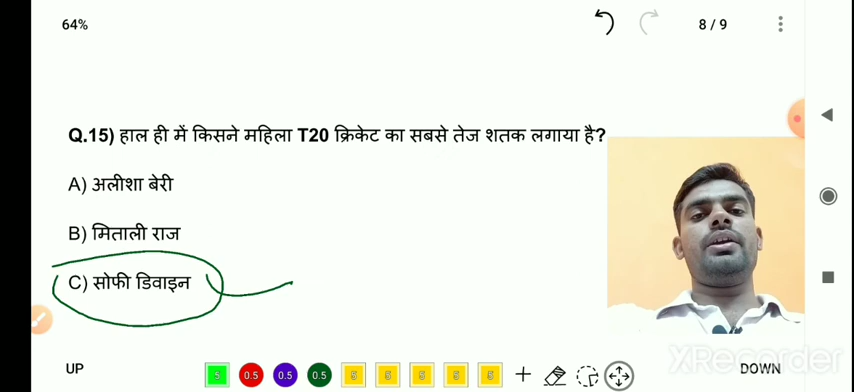 64%
8 / 9
Q.15) हाल ही में किसने महिला T20 क्रिकेट का सबसे तेज शतक लगाया है?
A) अलीशा बेरी
B) मिताली राज
C) सोफी डिवाइन
UP
5 0.5 0.5 0.5 5 5 5 5 5
DOWN
XRecorder